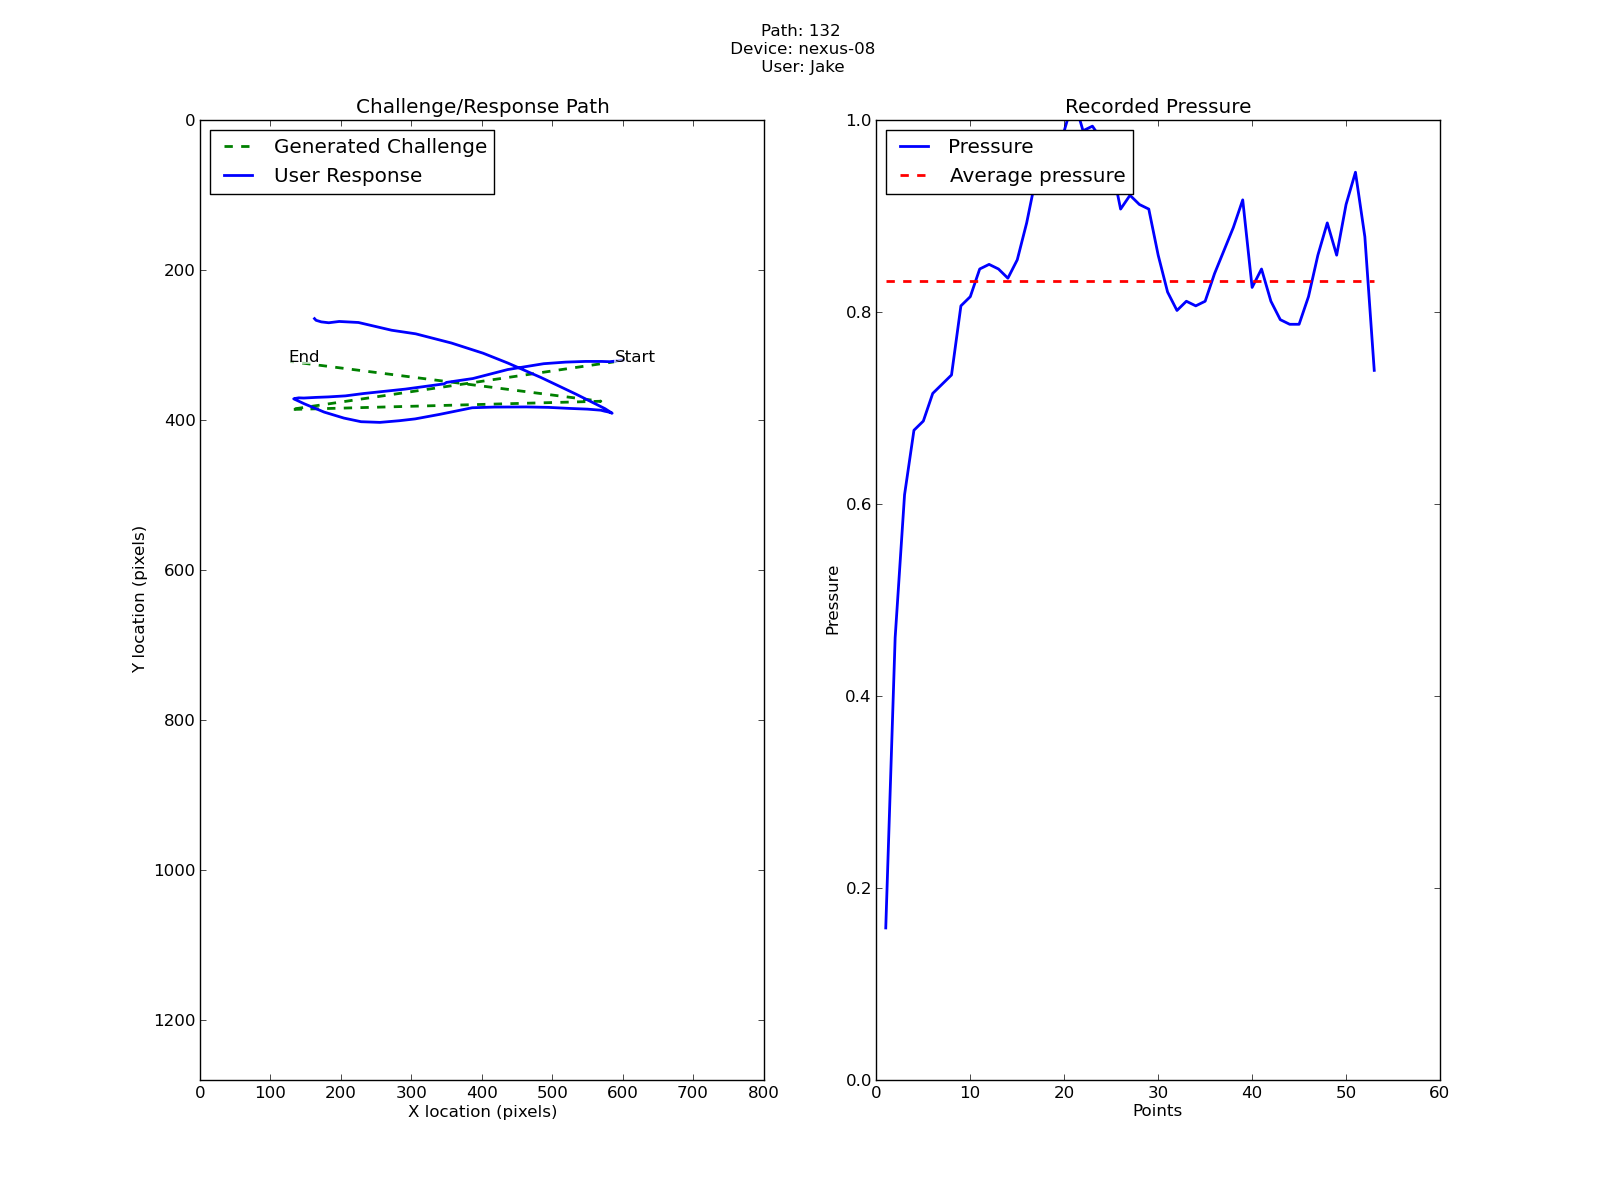 Path: 132
Device: nexus-08
User: Jake
Challenge/Response Path
Generated Challenge
User Response
End
Start
0
200
400
600
800
1000
1200
Y location (pixels)
0 100 200 300 400 500 600 700 800
X location (pixels)
Recorded Pressure
Pressure
Average pressure
1.0
0.8
0.6
0.4
0.2
0.0
Pressure
0 10 20 30 40 50 60
Points